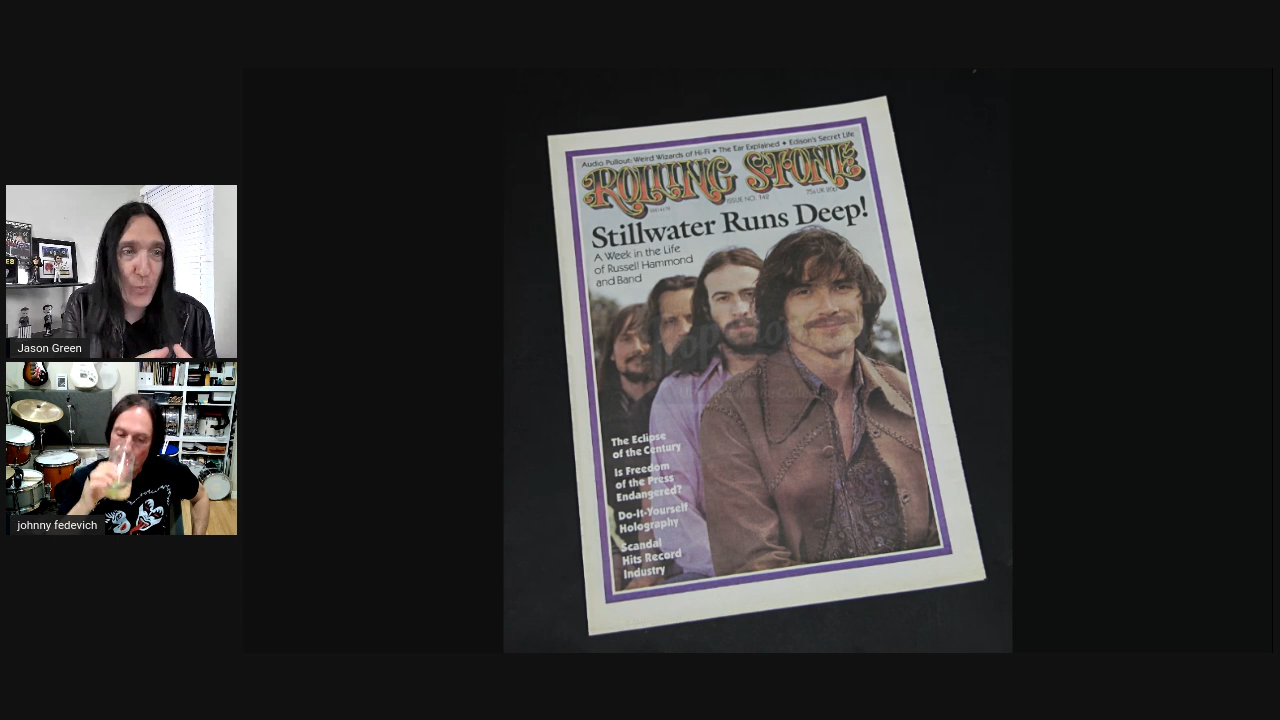 Audio Pullout: Weird Wizards of Hi-Fi ✦ The Ear Explained ✦ Edison's Secret Life
ROLLING STONE
ISSUE NO. 142
Stillwater Runs Deep!
A Week in the Life
of Russell Hammond
and Band
The Eclipse
of the Century
Is Freedom
of the Press
Endangered?
Do-It-Yourself
Holography
Scandal
Hits Record
Industry
Jason Green
johnny fedevich